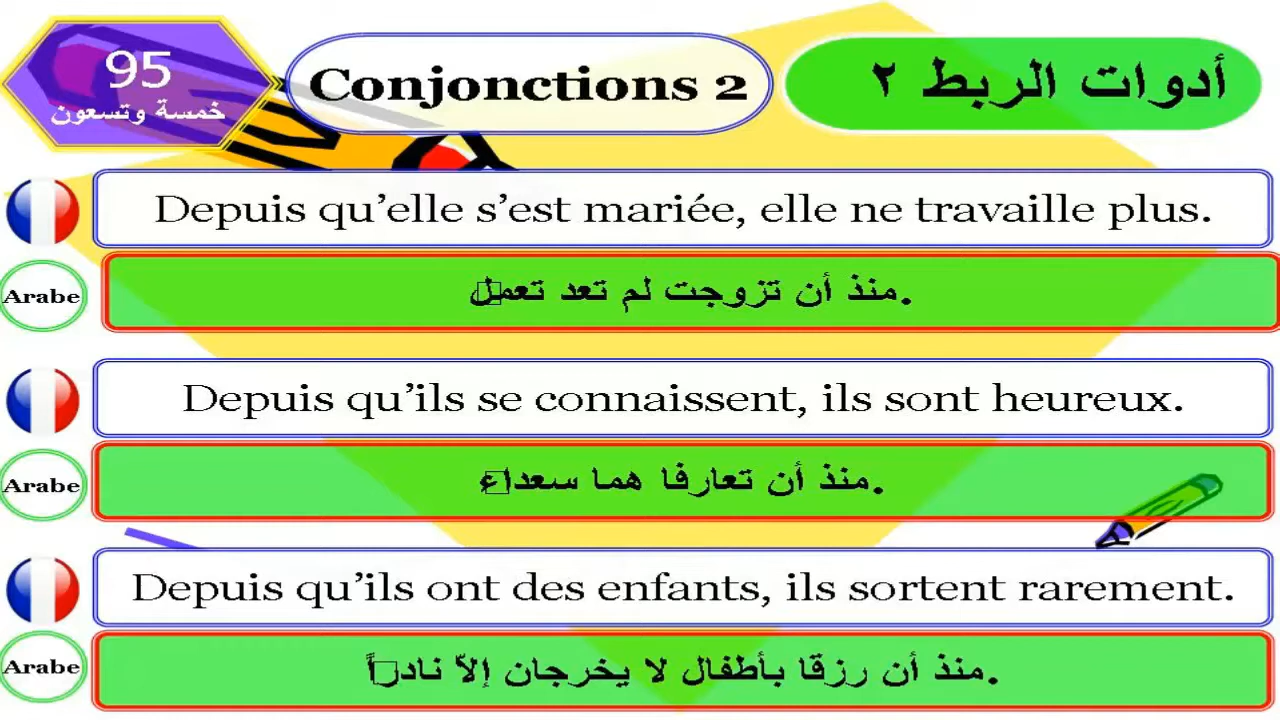 95
خمسة وتسعون
Conjonctions 2
أدوات الربط ٢
Depuis qu’elle s’est mariée, elle ne travaille plus.
Arabe
منذ أن تزوجت لم تعد تعمل.
Depuis qu’ils se connaissent, ils sont heureux.
Arabe
منذ أن تعارفا هما سعداء.
Depuis qu’ils ont des enfants, ils sortent rarement.
Arabe
منذ أن رزقا بأطفال لا يخرجان إلاّ نادراً.